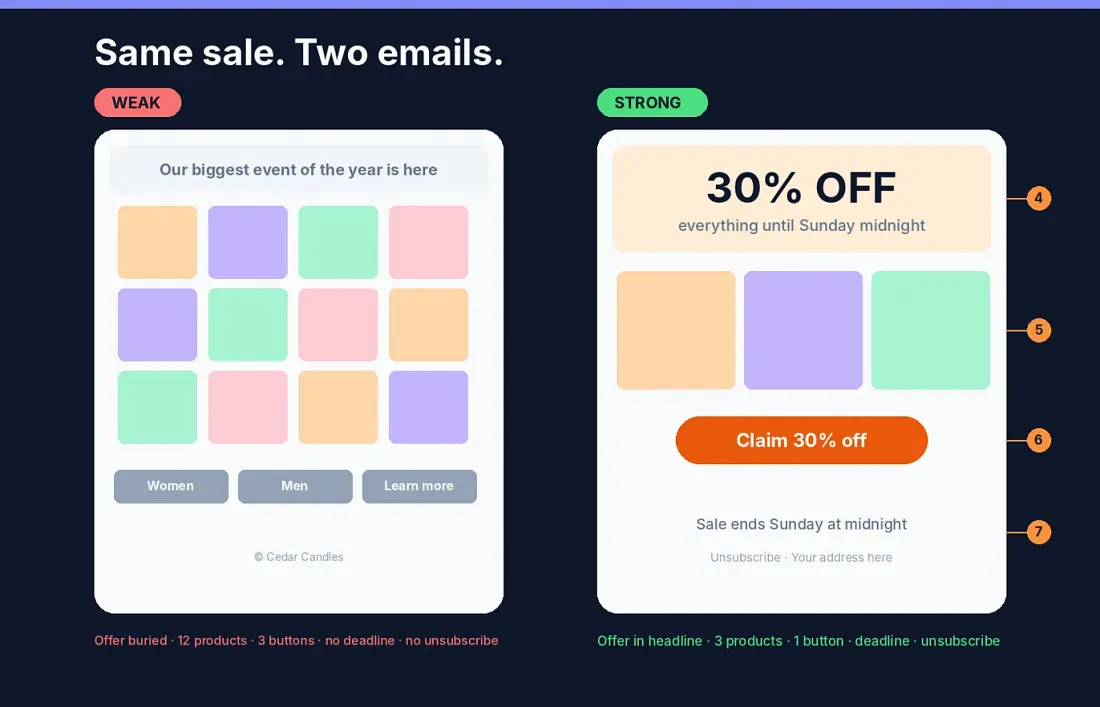 Same sale. Two emails.
WEAK
Our biggest event of the year is here
Women
Men
Learn more
© Cedar Candles
Offer buried · 12 products · 3 buttons · no deadline · no unsubscribe
STRONG
30% OFF
everything until Sunday midnight
4
5
Claim 30% off
6
Sale ends Sunday at midnight
7
Unsubscribe · Your address here
Offer in headline · 3 products · 1 button · deadline · unsubscribe